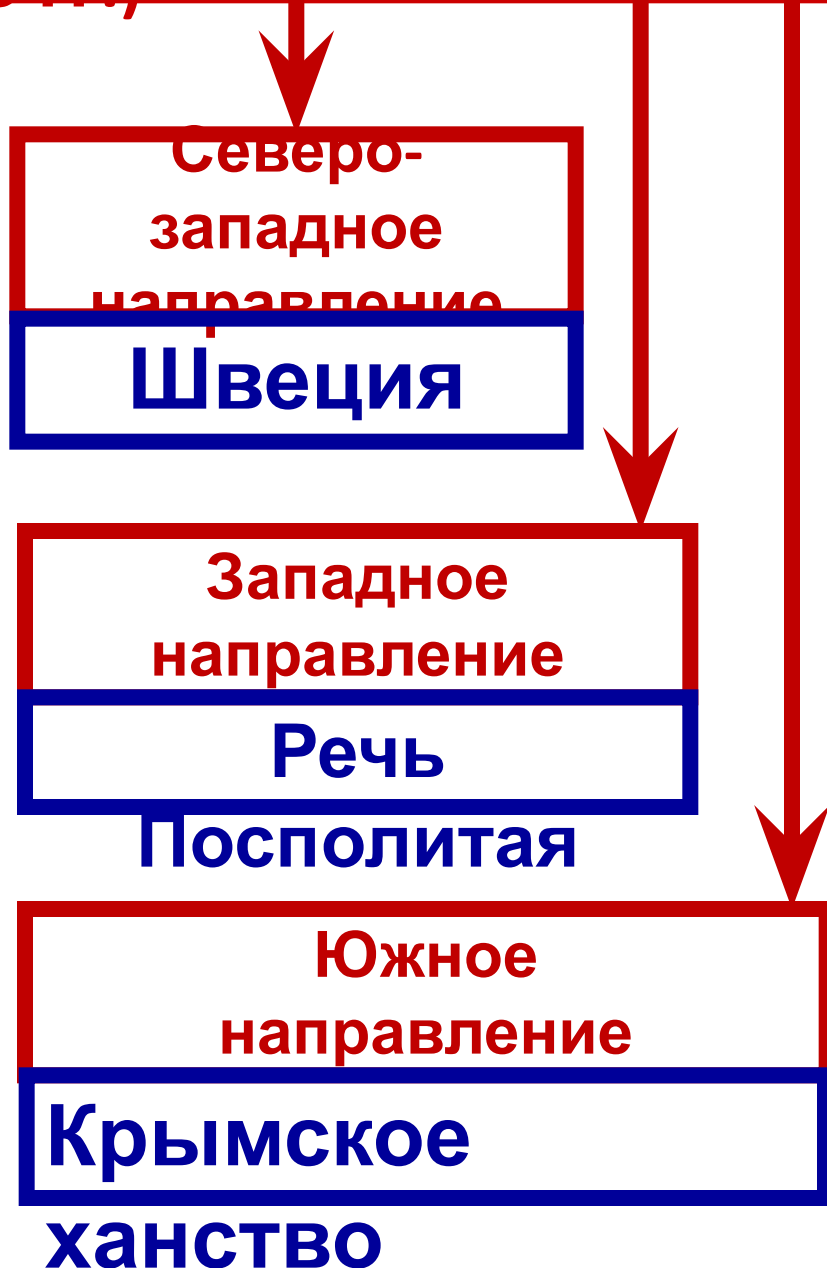 Северо-
западное
направление
Швеция
Западное
направление
Речь
Посполитая
Южное
направление
Крымское
ханство